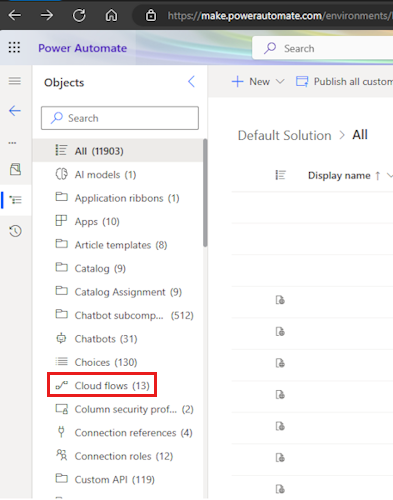 https://make.powerautomate.com/environments/
Power Automate
Search
Objects
New
Publish all custom
Search
Default Solution > All
All (11903)
Display name ↑
AI models (1)
Application ribbons (1)
Apps (10)
Article templates (8)
Catalog (9)
Catalog Assignment (9)
Chatbot subcomp... (512)
Chatbots (31)
Choices (130)
Cloud flows (13)
Column security prof... (2)
Connection references (4)
Connection roles (12)
Custom API (119)